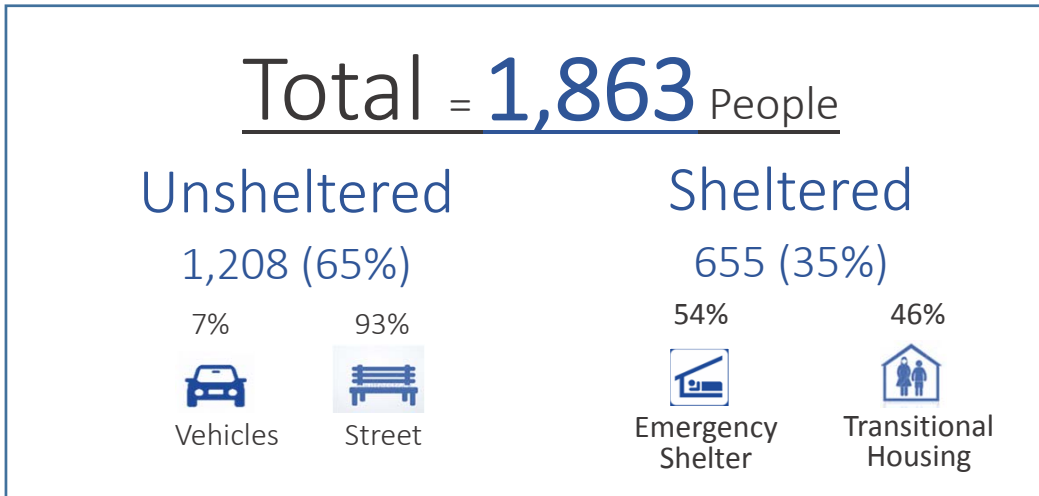 Total = 1,863 People
Unsheltered
1,208 (65%)
7% 93%
Vehicles Street
Sheltered
655 (35%)
54% 46%
Emergency
Shelter
Transitional
Housing